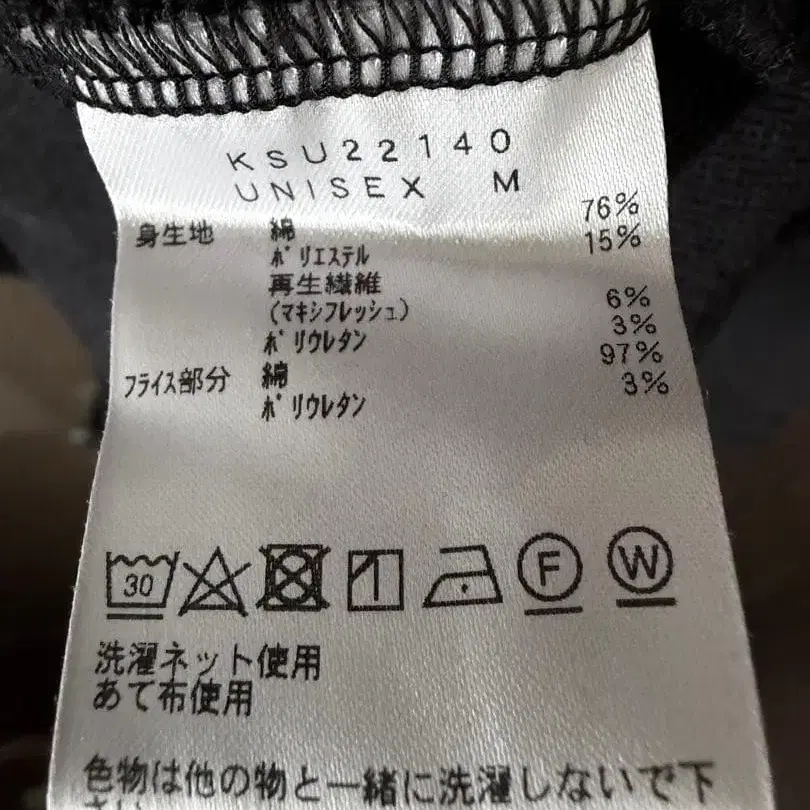 KSU22140
UNISEX M
身生地 綿 76%
ポリエステル 15%
再生繊維
(マキシフレッシュ) 6%
ポリウレタン 3%
フライス部分 綿 97%
ポリウレタン 3%
30 F W
洗濯ネット使用
あて布使用
色物は他の物と一緒に洗濯しないで下